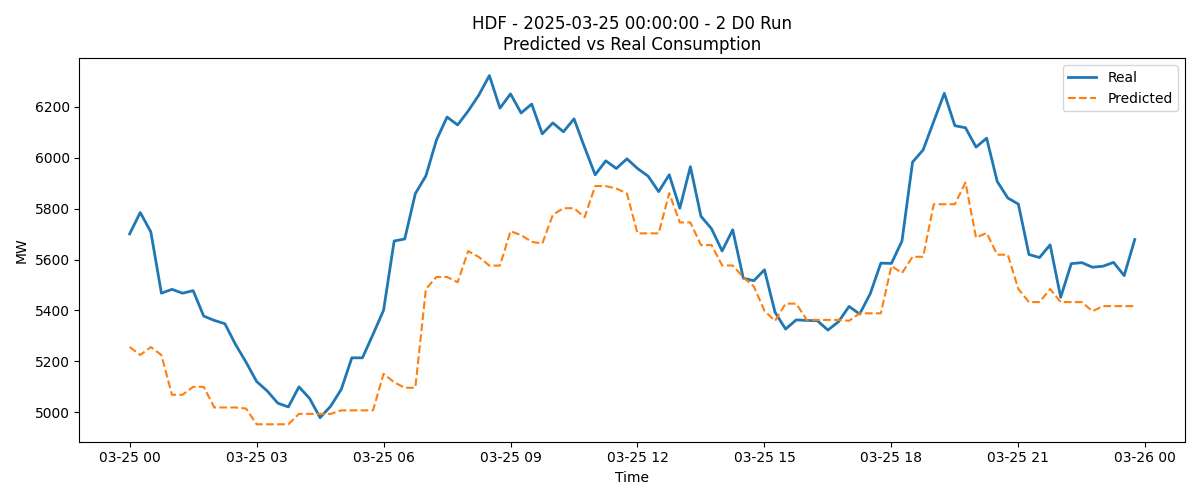 HDF - 2025-03-25 00:00:00 - 2 D0 Run
Predicted vs Real Consumption
Real
Predicted
MW
6200
6000
5800
5600
5400
5200
5000
03-25 00
03-25 03
03-25 06
03-25 09
03-25 12
03-25 15
03-25 18
03-25 21
03-26 00
Time